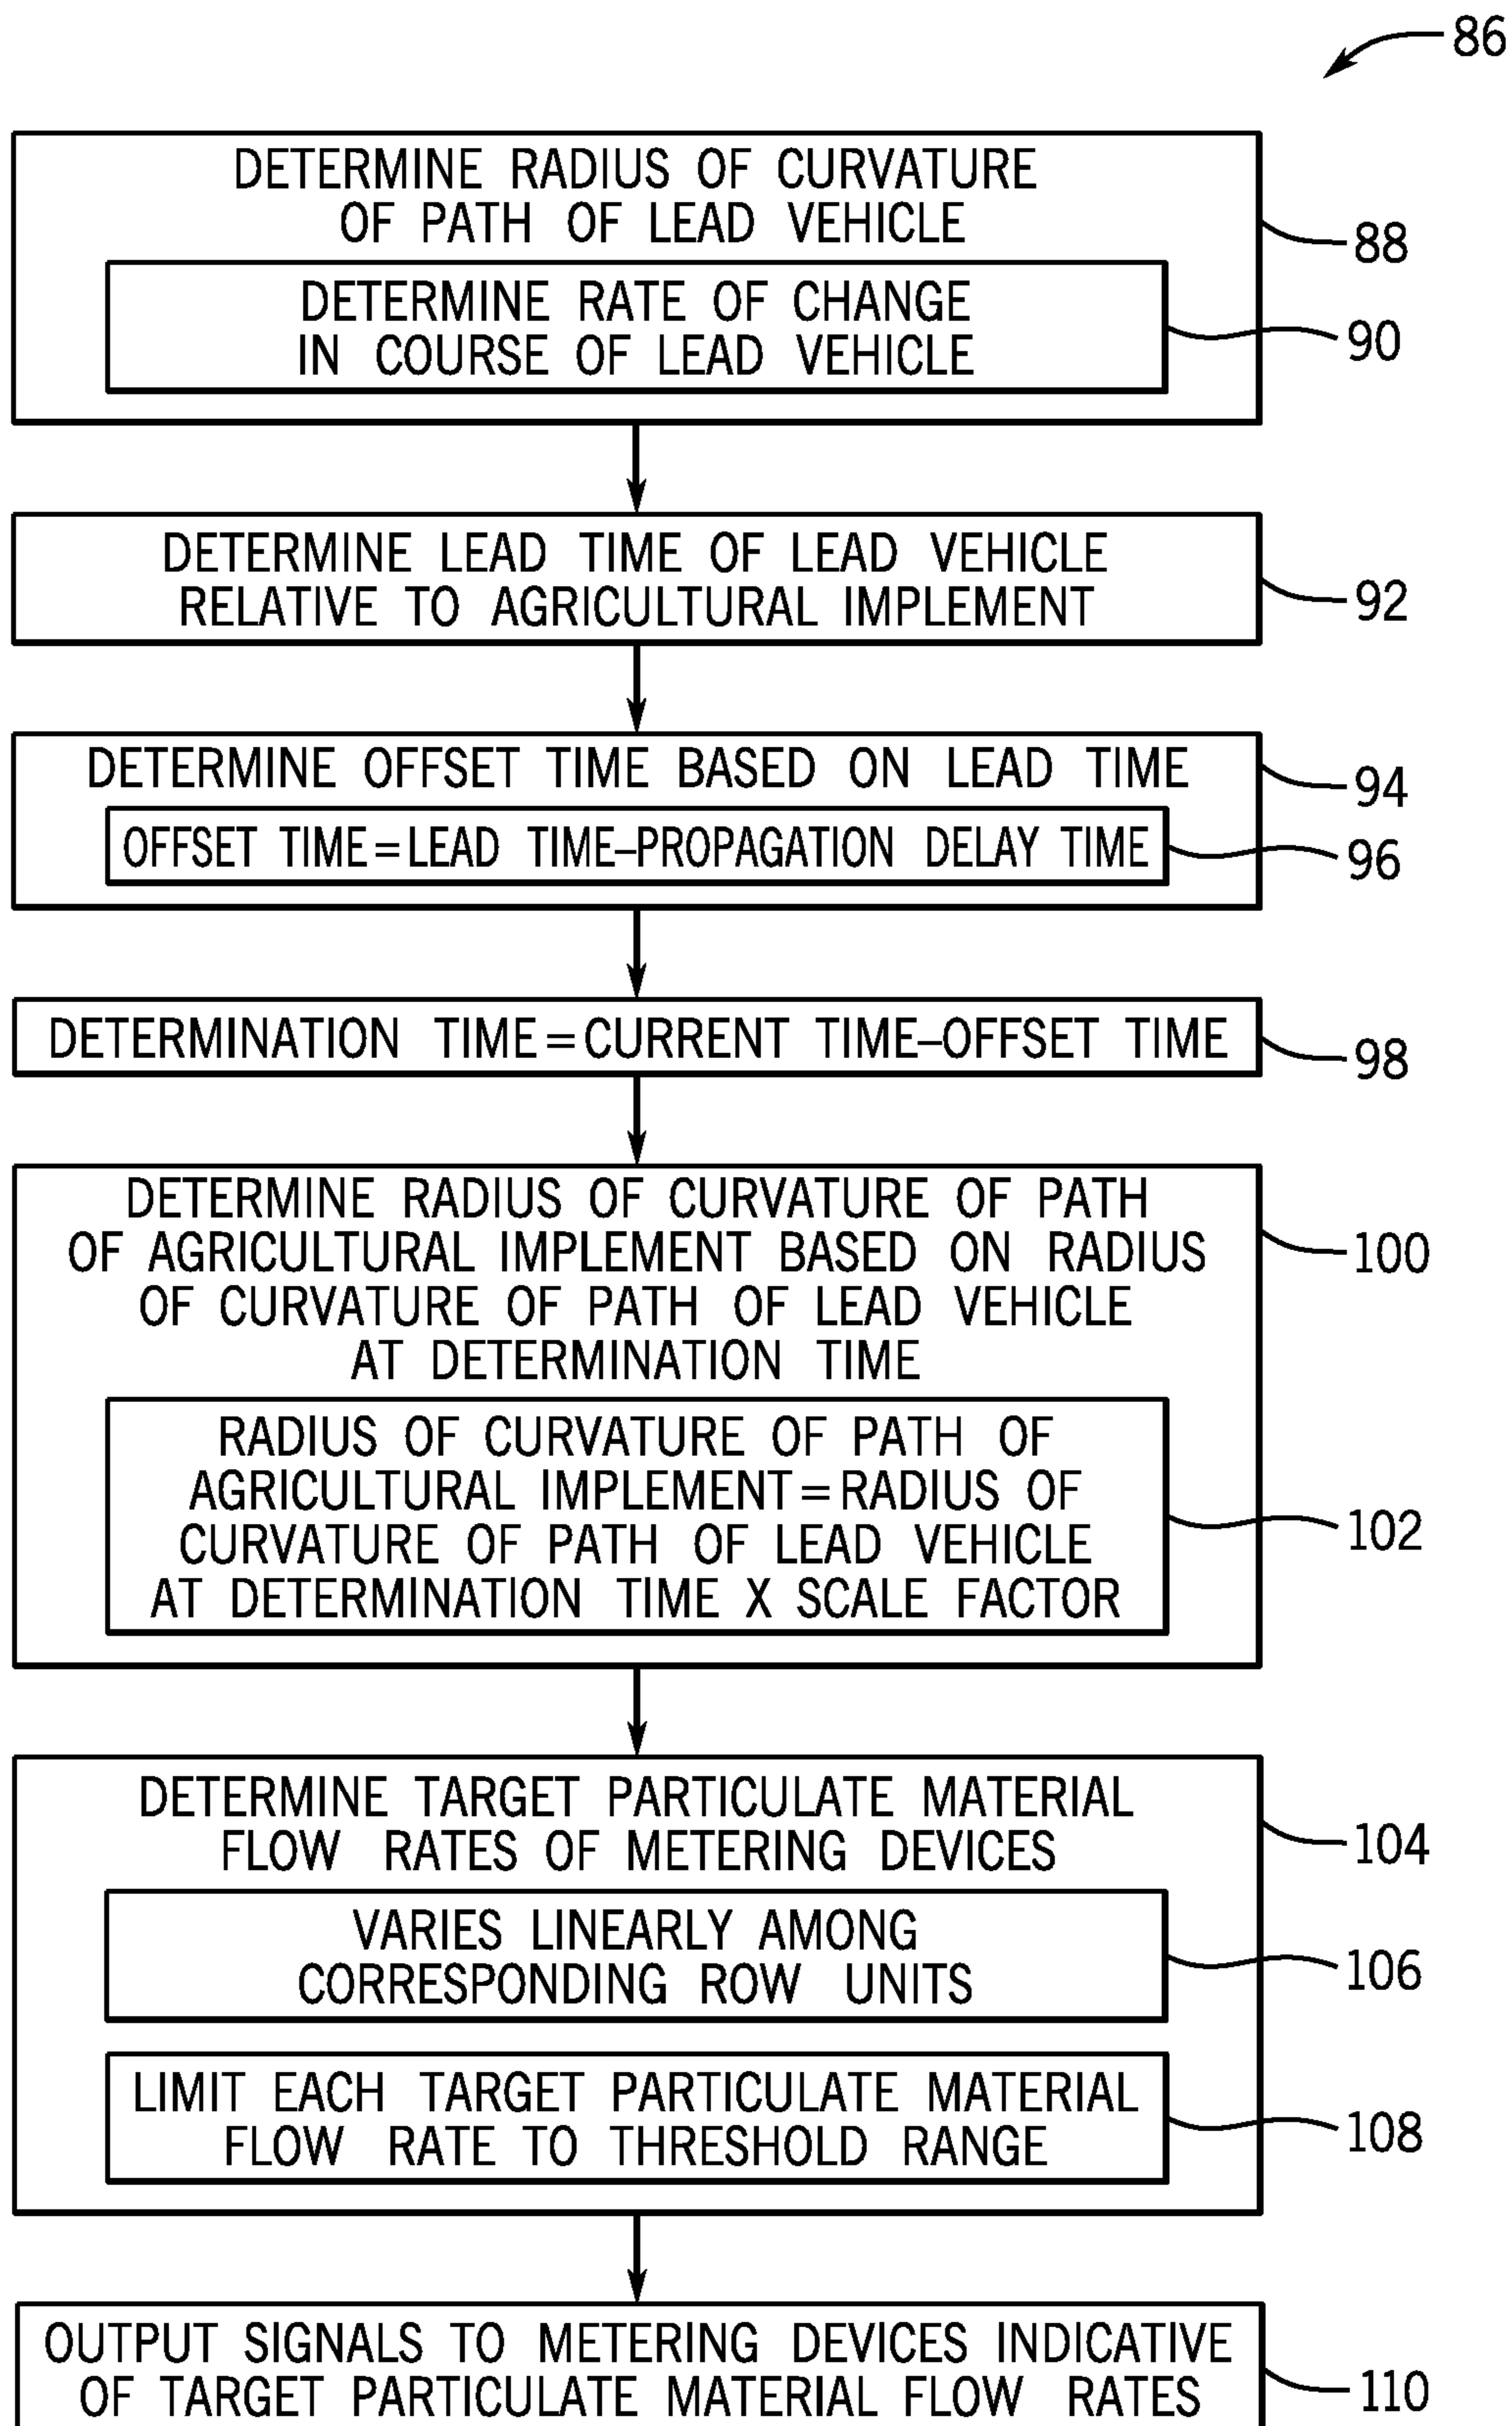 86
DETERMINE RADIUS OF CURVATURE
OF PATH OF LEAD VEHICLE
88
DETERMINE RATE OF CHANGE
IN COURSE OF LEAD VEHICLE
90
DETERMINE LEAD TIME OF LEAD VEHICLE
RELATIVE TO AGRICULTURAL IMPLEMENT
92
DETERMINE OFFSET TIME BASED ON LEAD TIME
94
OFFSET TIME=LEAD TIME–PROPAGATION DELAY TIME
96
DETERMINATION TIME=CURRENT TIME–OFFSET TIME
98
DETERMINE RADIUS OF CURVATURE OF PATH
OF AGRICULTURAL IMPLEMENT BASED ON RADIUS
OF CURVATURE OF PATH OF LEAD VEHICLE
AT DETERMINATION TIME
100
RADIUS OF CURVATURE OF PATH OF
AGRICULTURAL IMPLEMENT=RADIUS OF
CURVATURE OF PATH OF LEAD VEHICLE
AT DETERMINATION TIME X SCALE FACTOR
102
DETERMINE TARGET PARTICULATE MATERIAL
FLOW RATES OF METERING DEVICES
104
VARIES LINEARLY AMONG
CORRESPONDING ROW UNITS
106
LIMIT EACH TARGET PARTICULATE MATERIAL
FLOW RATE TO THRESHOLD RANGE
108
OUTPUT SIGNALS TO METERING DEVICES INDICATIVE
OF TARGET PARTICULATE MATERIAL FLOW RATES
110